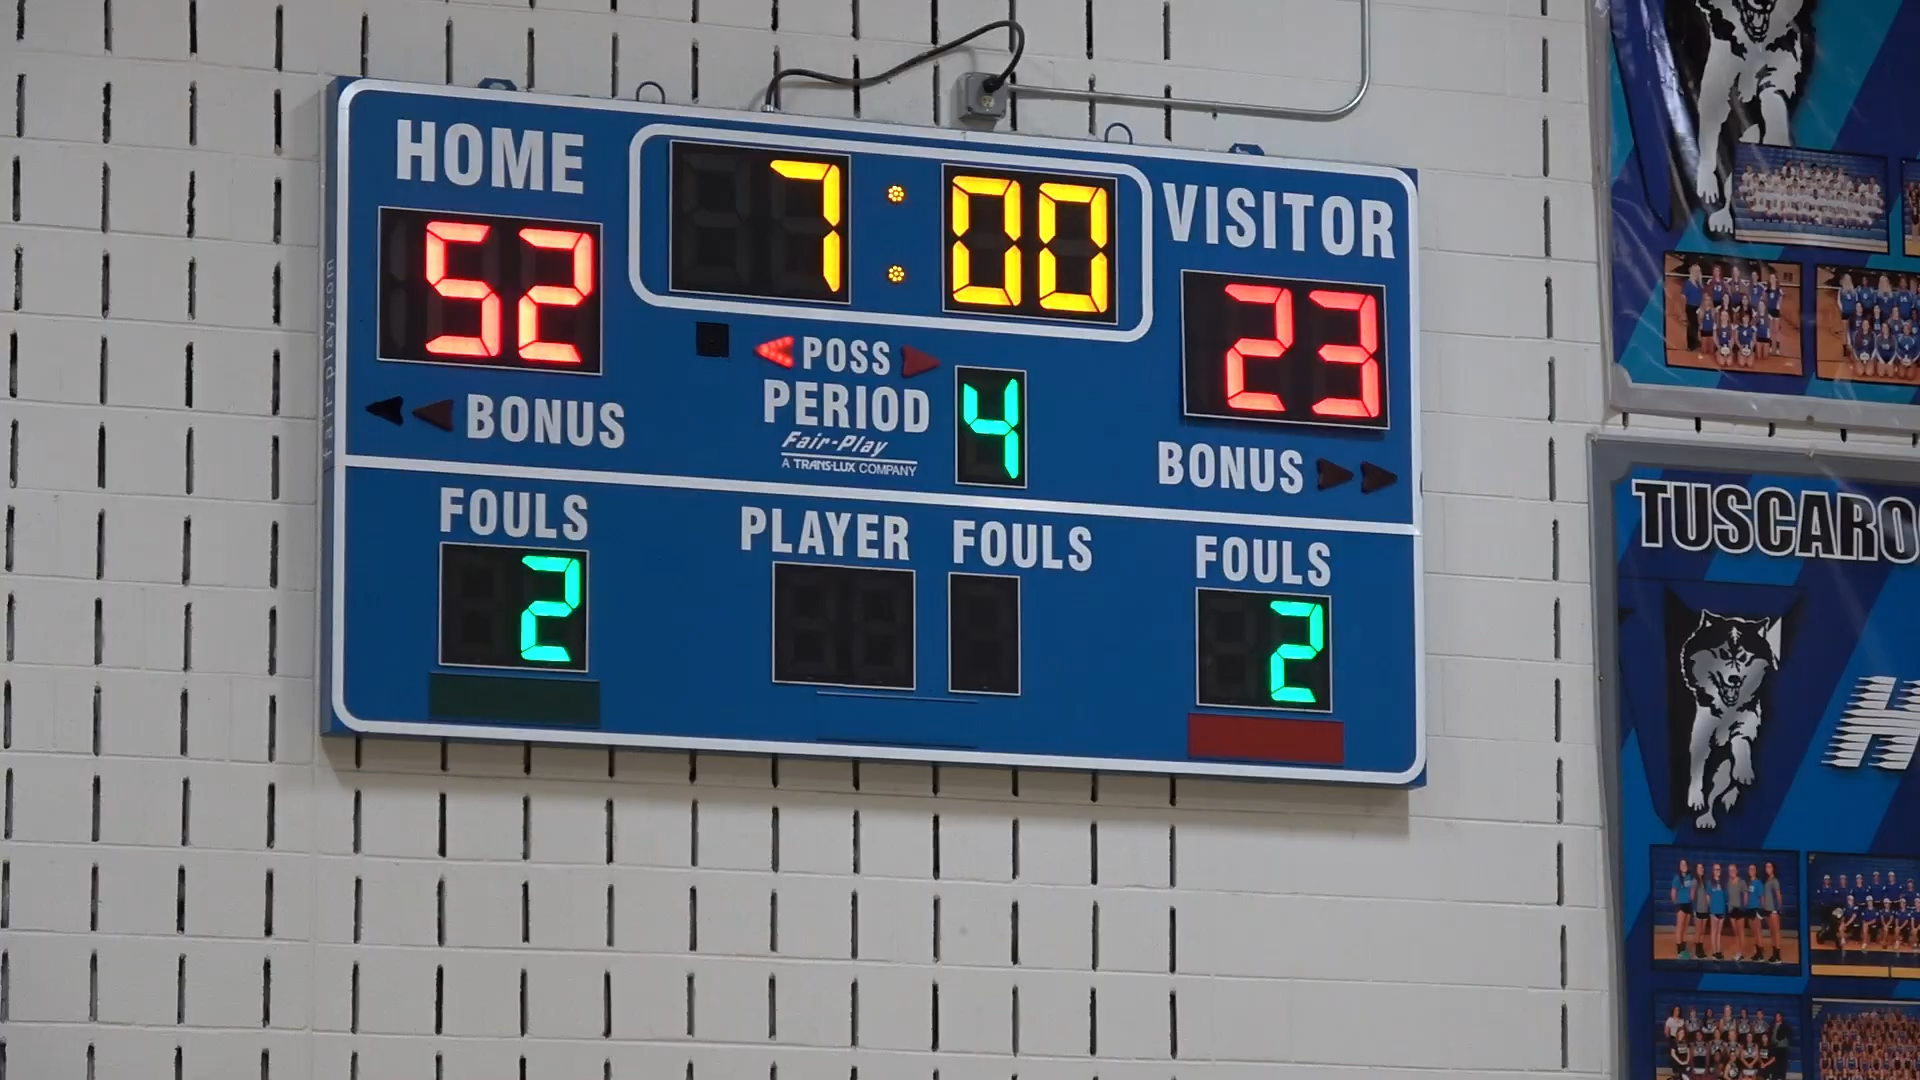 HOME
7:00
VISITOR
52
23
POSS
PERIOD
4
Fair-Play
A TRANS-LUX COMPANY
BONUS
BONUS
fair-play.com
FOULS
PLAYER FOULS
FOULS
2
2
TUSCARO
H